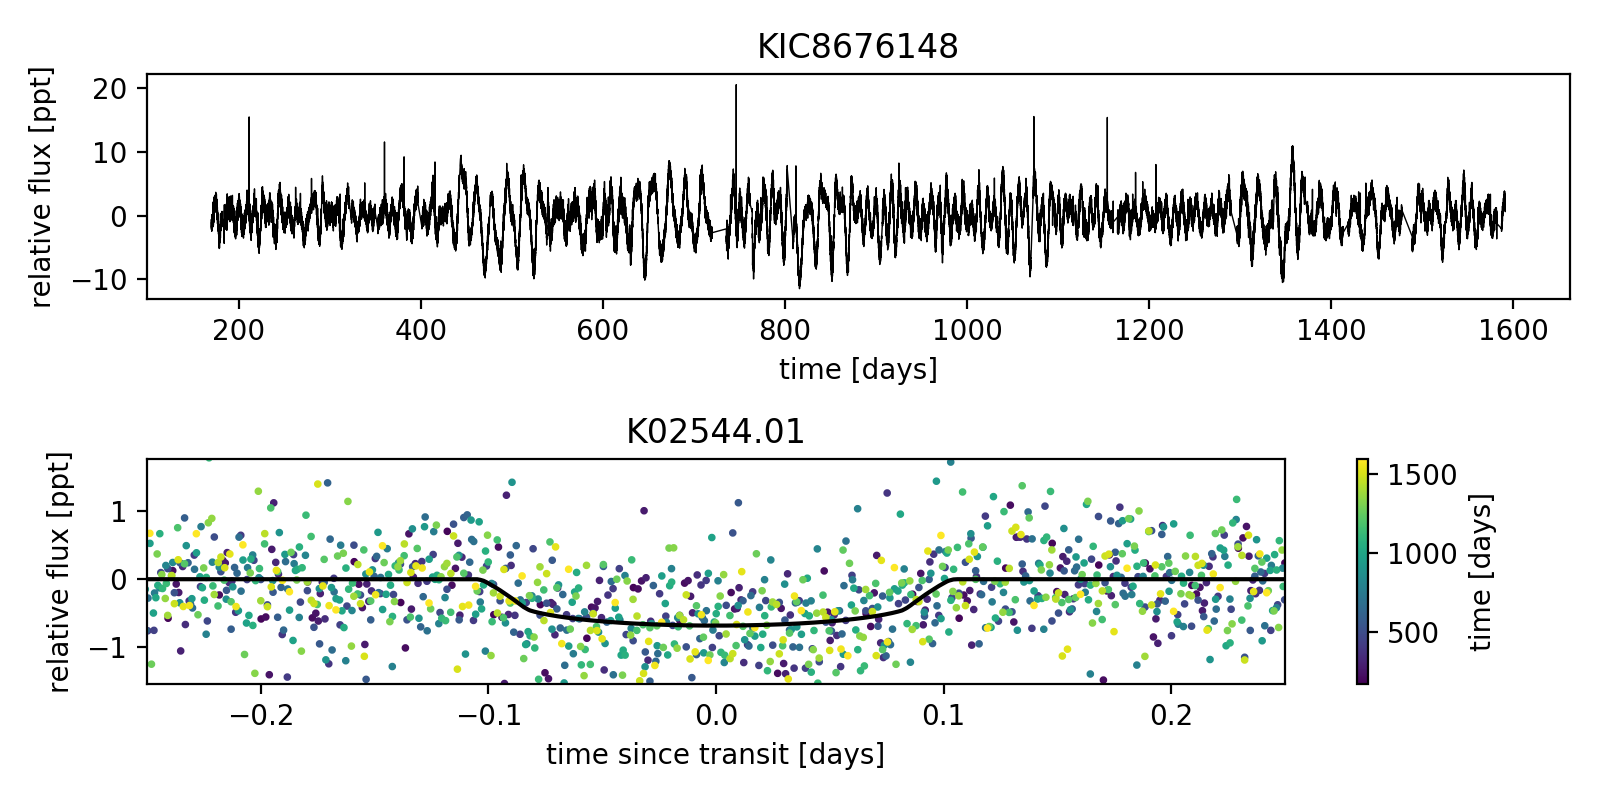 KIC8676148
relative flux [ppt]
20
10
0
−10
200 400 600 800 1000 1200 1400 1600
time [days]
K02544.01
relative flux [ppt]
1
0
−1
−0.2 −0.1 0.0 0.1 0.2
time since transit [days]
1500
1000
500
time [days]